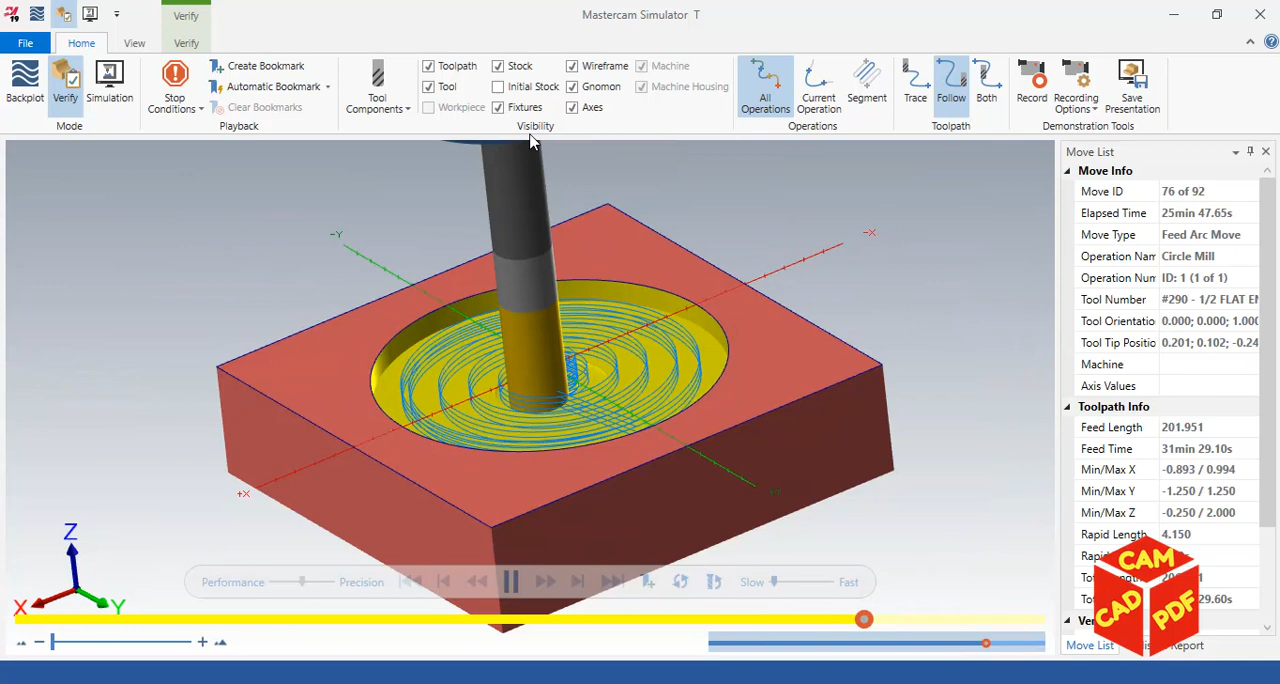 19
Verify
Mastercam Simulator T
File
Home
View
Verify
Backplot
Verify
Simulation
Mode
Stop Conditions
Create Bookmark
Automatic Bookmark
Clear Bookmarks
Playback
Tool Components
Toolpath
Stock
Wireframe
Machine
Tool
Initial Stock
Gnomon
Machine Housing
Workpiece
Fixtures
Axes
Visibility
All Operations
Current Operation
Segment
Operations
Trace
Follow
Both
Toolpath
Record
Recording Options
Save Presentation
Demonstration Tools
-Y
-X
+X
+Y
Z
X
Y
Performance
Precision
Slow
Fast
Move List
Move Info
Move ID 76 of 92
Elapsed Time 25min 47.65s
Move Type Feed Arc Move
Operation Nam Circle Mill
Operation Num ID: 1 (1 of 1)
Tool Number #290 - 1/2 FLAT EN
Tool Orientatio 0.000; 0.000; 1.000
Tool Tip Positio 0.201; 0.102; -0.24
Machine
Axis Values
Toolpath Info
Feed Length 201.951
Feed Time 31min 29.10s
Min/Max X -0.893 / 0.994
Min/Max Y -1.250 / 1.250
Min/Max Z -0.250 / 2.000
Rapid Length 4.150
29.60s
Move List
Report
CAM
CAD
PDF